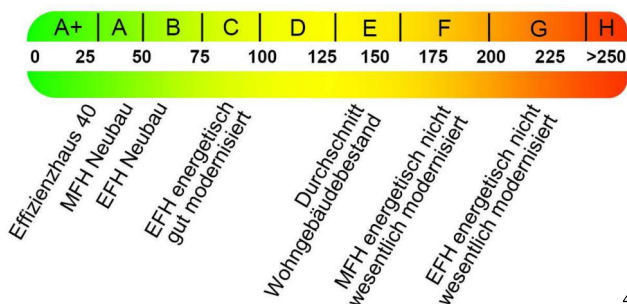 A+ A B C D E F G H
0 25 50 75 100 125 150 175 200 225 >250
Effizienzhaus 40
MFH Neubau
EFH Neubau
EFH energetisch
gut modernisiert
Durchschnitt
Wohngebäudebestand
MFH energetisch nicht
wesentlich modernisiert
EFH energetisch nicht
wesentlich modernisiert